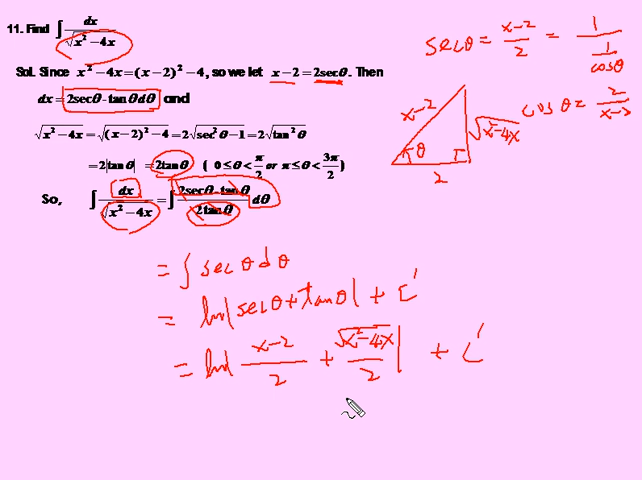 11. Find ∫ dx / √(x² − 4x)
Sol. Since x² − 4x = (x − 2)² − 4, so we let x − 2 = 2secθ. Then
dx = 2secθ·tanθdθ and
√(x² − 4x) = √((x − 2)² − 4) = 2√(sec²θ − 1) = 2√(tan²θ)
= 2|tanθ| = 2tanθ ( 0 ≤ θ < π/2 or π ≤ θ < 3π/2 )
So, ∫ dx / √(x² − 4x) = ∫ (2secθ·tanθ) / (2tanθ) dθ
= ∫ secθ dθ
= ln|secθ + tanθ| + C'
= ln| (x−2)/2 + √(x²−4x)/2 | + C'
secθ = (x−2)/2 = 1 / (1/cosθ)
cosθ = 2/(x−2)
x−2
√(x²−4x)
θ
2